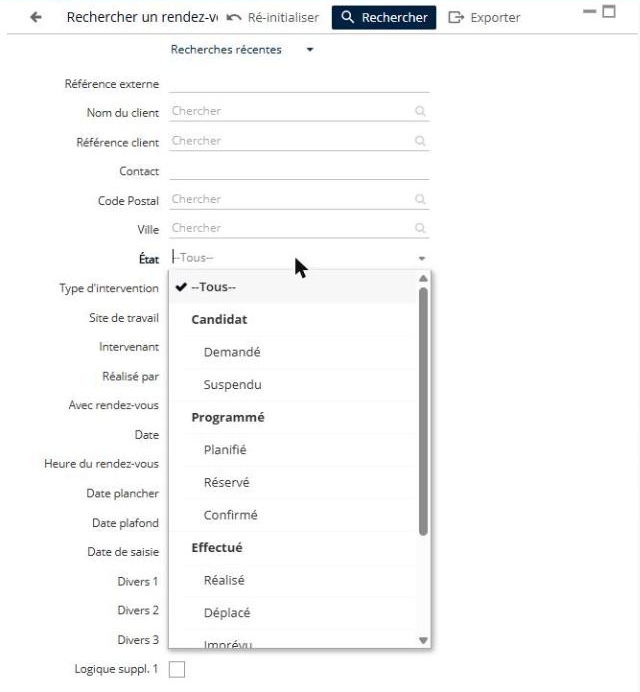 Rechercher un rendez-v Ré-initialiser Rechercher Exporter
Recherches récentes
Référence externe
Nom du client Chercher
Référence client Chercher
Contact
Code Postal Chercher
Ville Chercher
État --Tous--
Type d'intervention --Tous--
Site de travail Candidat
Intervenant Demandé
Réalisé par Suspendu
Avec rendez-vous Programmé
Date Planifié
Heure du rendez-vous Réservé
Date plancher
Date plafond Confirmé
Date de saisie Effectué
Divers 1 Réalisé
Divers 2 Déplacé
Divers 3 Imprévu
Logique suppl. 1